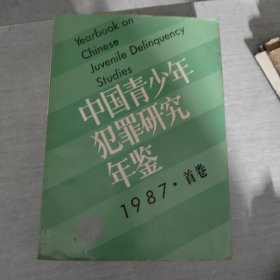 Yearbook on
Chinese
Juvenile Delinquency
Studies
中国青少年
犯罪研究
年鉴
1987·首卷